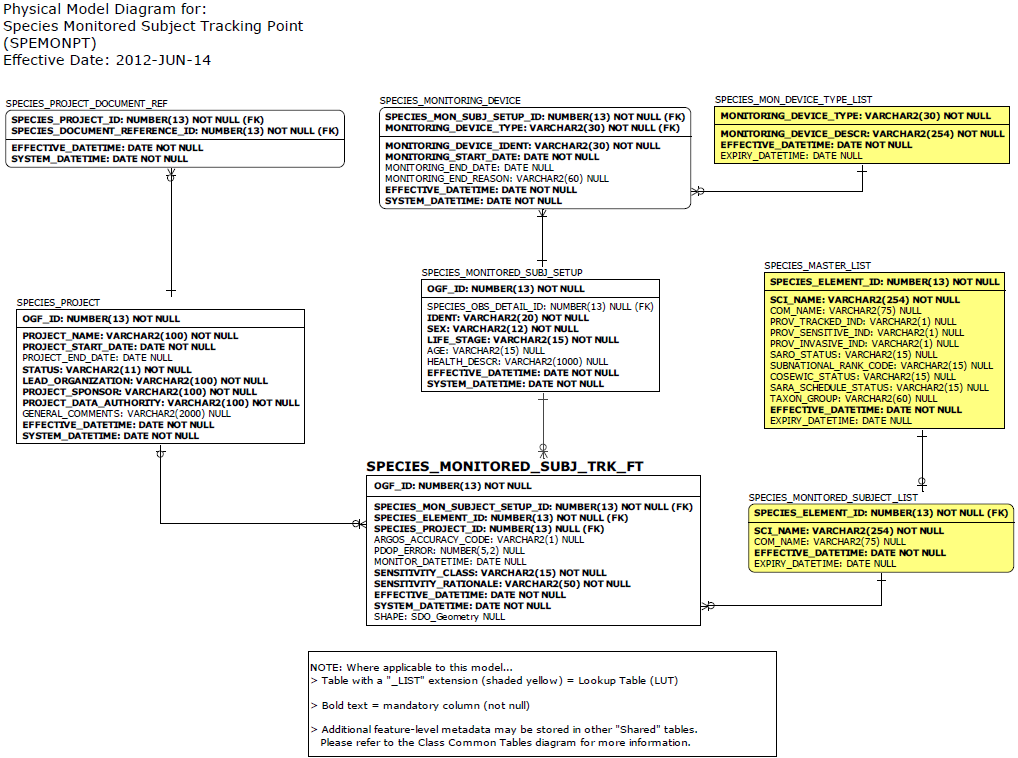 Physical Model Diagram for:
Species Monitored Subject Tracking Point
(SPEMONPT)
Effective Date: 2012-JUN-14
SPECIES_PROJECT_DOCUMENT_REF
SPECIES_PROJECT_ID: NUMBER(13) NOT NULL (FK)
SPECIES_DOCUMENT_REFERENCE_ID: NUMBER(13) NOT NULL (FK)
EFFECTIVE_DATETIME: DATE NOT NULL
SYSTEM_DATETIME: DATE NOT NULL
SPECIES_MONITORING_DEVICE
SPECIES_MON_SUBJ_SETUP_ID: NUMBER(13) NOT NULL (FK)
MONITORING_DEVICE_TYPE: VARCHAR2(30) NOT NULL (FK)
MONITORING_DEVICE_IDENT: VARCHAR2(30) NOT NULL
MONITORING_START_DATE: DATE NOT NULL
MONITORING_END_DATE: DATE NULL
MONITORING_END_REASON: VARCHAR2(60) NULL
EFFECTIVE_DATETIME: DATE NOT NULL
SYSTEM_DATETIME: DATE NOT NULL
SPECIES_MON_DEVICE_TYPE_LIST
MONITORING_DEVICE_TYPE: VARCHAR2(30) NOT NULL
MONITORING_DEVICE_DESCR: VARCHAR2(254) NOT NULL
EFFECTIVE_DATETIME: DATE NOT NULL
EXPIRY_DATETIME: DATE NULL
SPECIES_PROJECT
OGF_ID: NUMBER(13) NOT NULL
PROJECT_NAME: VARCHAR2(100) NOT NULL
PROJECT_START_DATE: DATE NOT NULL
PROJECT_END_DATE: DATE NULL
STATUS: VARCHAR2(11) NOT NULL
LEAD_ORGANIZATION: VARCHAR2(100) NOT NULL
PROJECT_SPONSOR: VARCHAR2(100) NOT NULL
PROJECT_DATA_AUTHORITY: VARCHAR2(100) NOT NULL
GENERAL_COMMENTS: VARCHAR2(2000) NULL
EFFECTIVE_DATETIME: DATE NOT NULL
SYSTEM_DATETIME: DATE NOT NULL
SPECIES_MONITORED_SUBJ_SETUP
OGF_ID: NUMBER(13) NOT NULL
SPECIES_OBS_DETAIL_ID: NUMBER(13) NULL (FK)
IDENT: VARCHAR2(20) NOT NULL
SEX: VARCHAR2(12) NOT NULL
LIFE_STAGE: VARCHAR2(15) NOT NULL
AGE: VARCHAR2(15) NULL
HEALTH_DESCR: VARCHAR2(1000) NULL
EFFECTIVE_DATETIME: DATE NOT NULL
SYSTEM_DATETIME: DATE NOT NULL
SPECIES_MASTER_LIST
SPECIES_ELEMENT_ID: NUMBER(13) NOT NULL
SCI_NAME: VARCHAR2(254) NOT NULL
COM_NAME: VARCHAR2(75) NULL
PROV_TRACKED_IND: VARCHAR2(1) NULL
PROV_SENSITIVE_IND: VARCHAR2(1) NULL
PROV_INVASIVE_IND: VARCHAR2(1) NULL
SARO_STATUS: VARCHAR2(15) NULL
SUBNATIONAL_RANK_CODE: VARCHAR2(15) NULL
COSEWIC_STATUS: VARCHAR2(15) NULL
SARA_SCHEDULE_STATUS: VARCHAR2(15) NULL
TAXON_GROUP: VARCHAR2(60) NULL
EFFECTIVE_DATETIME: DATE NOT NULL
EXPIRY_DATETIME: DATE NULL
SPECIES_MONITORED_SUBJ_TRK_FT
OGF_ID: NUMBER(13) NOT NULL
SPECIES_MON_SUBJECT_SETUP_ID: NUMBER(13) NOT NULL (FK)
SPECIES_ELEMENT_ID: NUMBER(13) NOT NULL (FK)
SPECIES_PROJECT_ID: NUMBER(13) NULL (FK)
ARGOS_ACCURACY_CODE: VARCHAR2(1) NULL
PDOP_ERROR: NUMBER(5,2) NULL
MONITOR_DATETIME: DATE NULL
SENSITIVITY_CLASS: VARCHAR2(15) NOT NULL
SENSITIVITY_RATIONALE: VARCHAR2(50) NOT NULL
EFFECTIVE_DATETIME: DATE NOT NULL
SYSTEM_DATETIME: DATE NOT NULL
SHAPE: SDO_Geometry NULL
SPECIES_MONITORED_SUBJECT_LIST
SPECIES_ELEMENT_ID: NUMBER(13) NOT NULL (FK)
SCI_NAME: VARCHAR2(254) NOT NULL
COM_NAME: VARCHAR2(75) NULL
EFFECTIVE_DATETIME: DATE NOT NULL
EXPIRY_DATETIME: DATE NULL
NOTE: Where applicable to this model...
> Table with a "_LIST" extension (shaded yellow) = Lookup Table (LUT)
> Bold text = mandatory column (not null)
> Additional feature-level metadata may be stored in other "Shared" tables.
Please refer to the Class Common Tables diagram for more information.